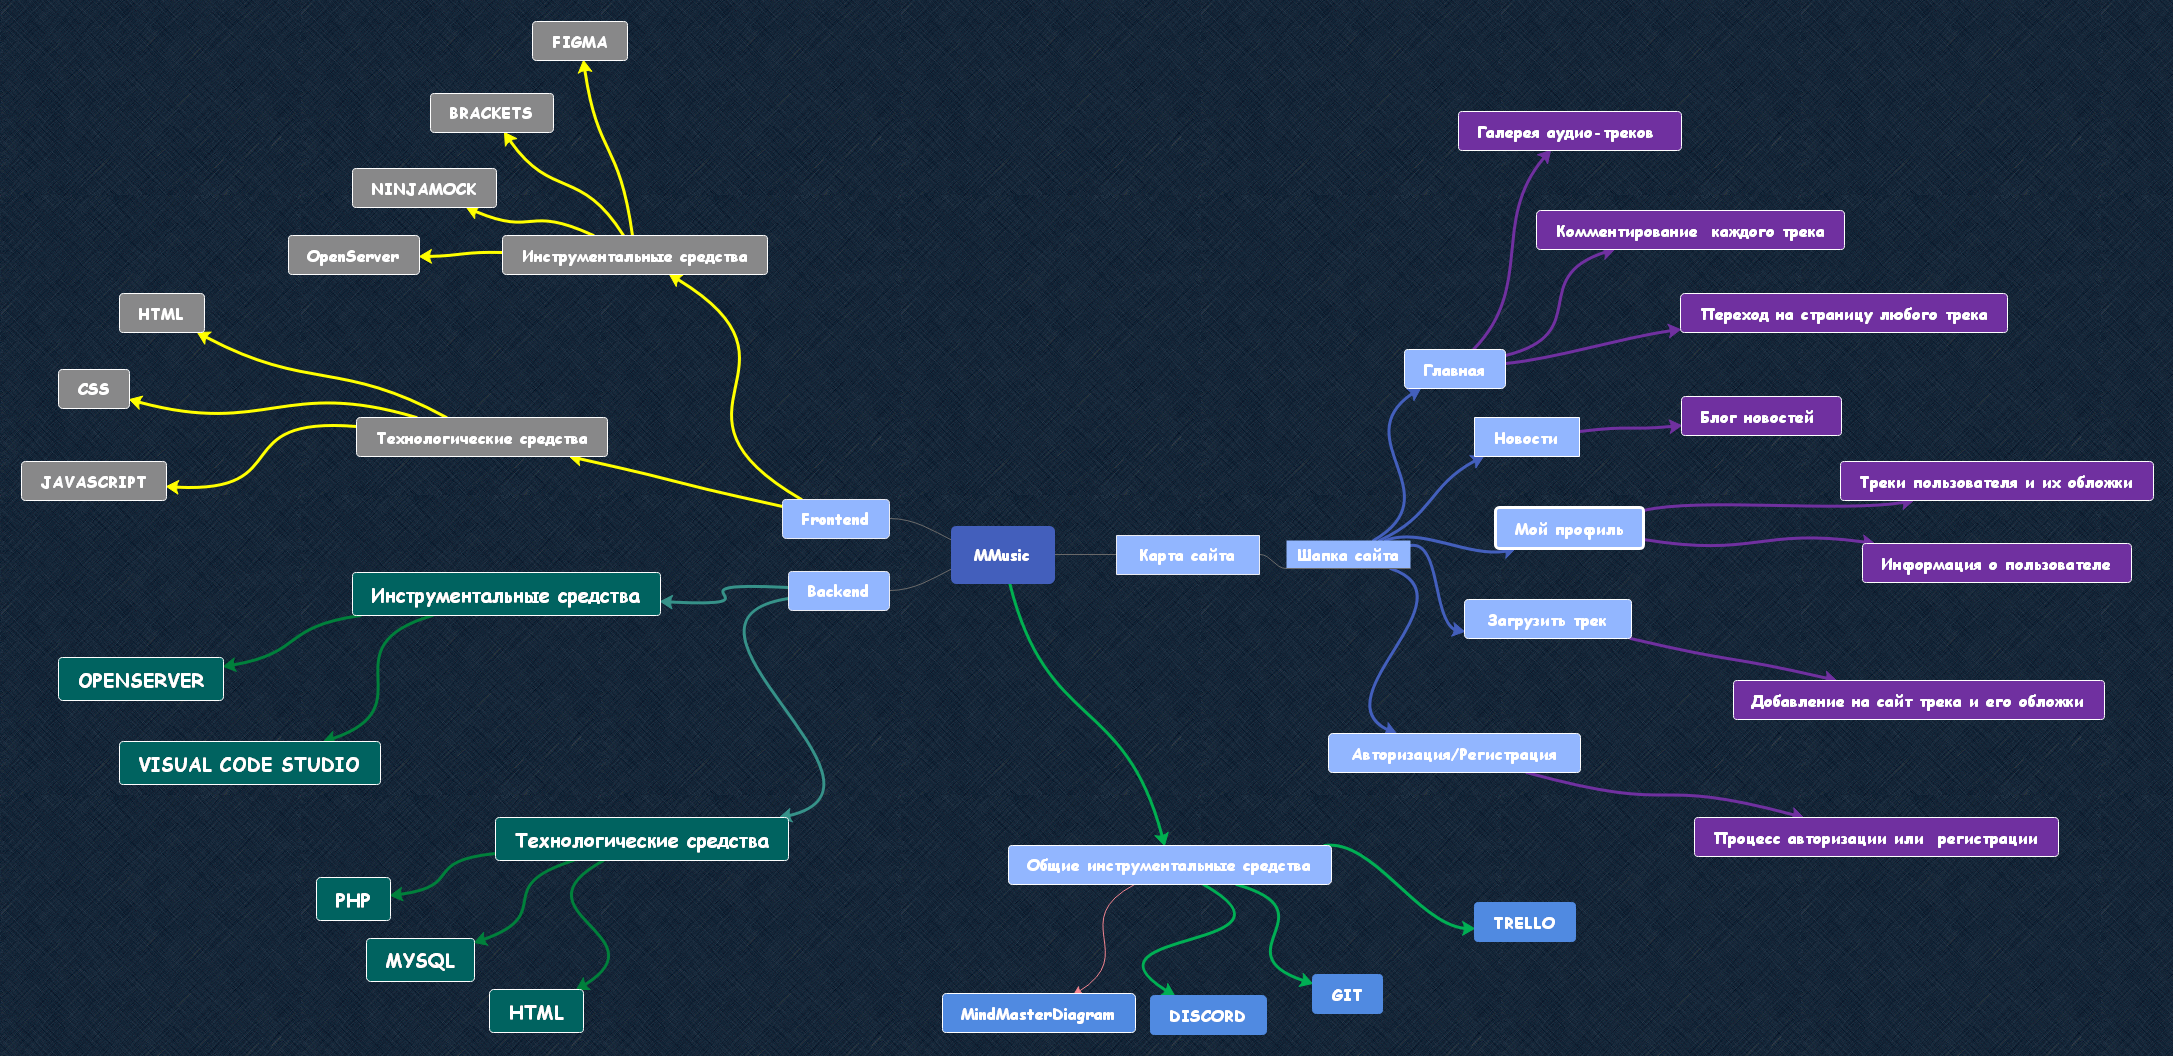 FIGMA
BRACKETS
NINJAMOCK
OpenServer
Инструментальные средства
HTML
CSS
JAVASCRIPT
Технологические средства
Frontend
Backend
Инструментальные средства
OPENSERVER
VISUAL CODE STUDIO
Технологические средства
PHP
MYSQL
HTML
MMusic
Карта сайта
Шапка сайта
Главная
Галерея аудио-треков
Комментирование каждого трека
Переход на страницу любого трека
Новости
Блог новостей
Мой профиль
Треки пользователя и их обложки
Информация о пользователе
Загрузить трек
Добавление на сайт трека и его обложки
Авторизация/Регистрация
Процесс авторизации или регистрации
Общие инструментальные средства
TRELLO
GIT
DISCORD
MindMasterDiagram